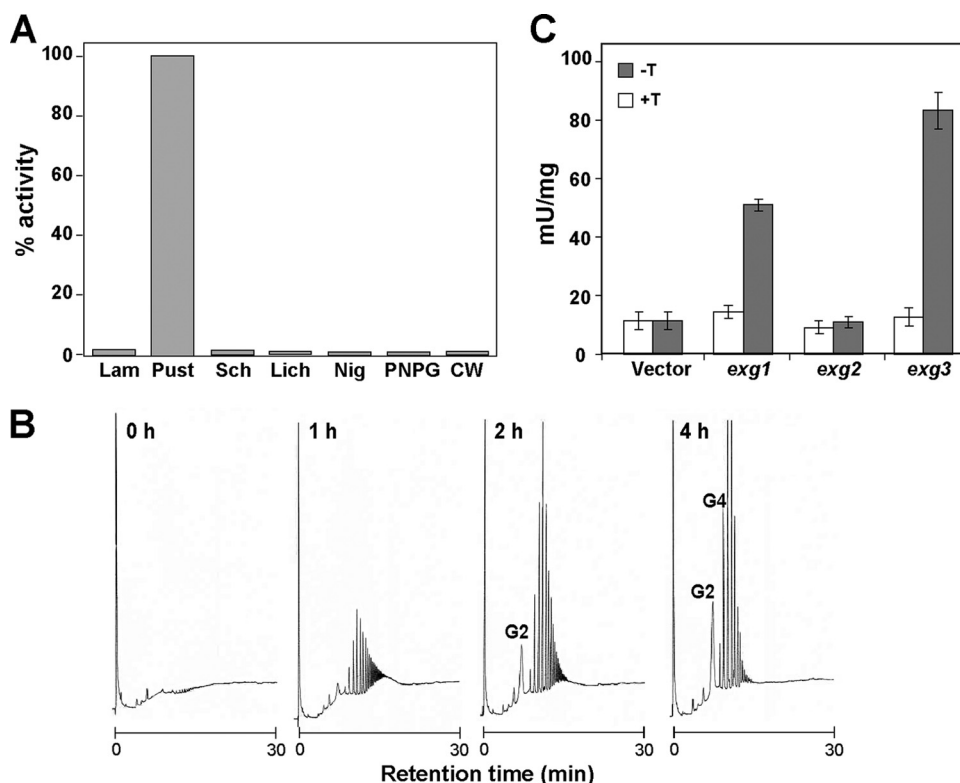 A
% activity
100
80
60
40
20
0
Lam Pust Sch Lich Nig PNPG CW
C
mU/mg
100
80
60
40
20
0
-T
+T
Vector exg1 exg2 exg3
B
0 h 1 h 2 h 4 h
G2
G4
G2
0 30 0 30 0 30 0 30
Retention time (min)